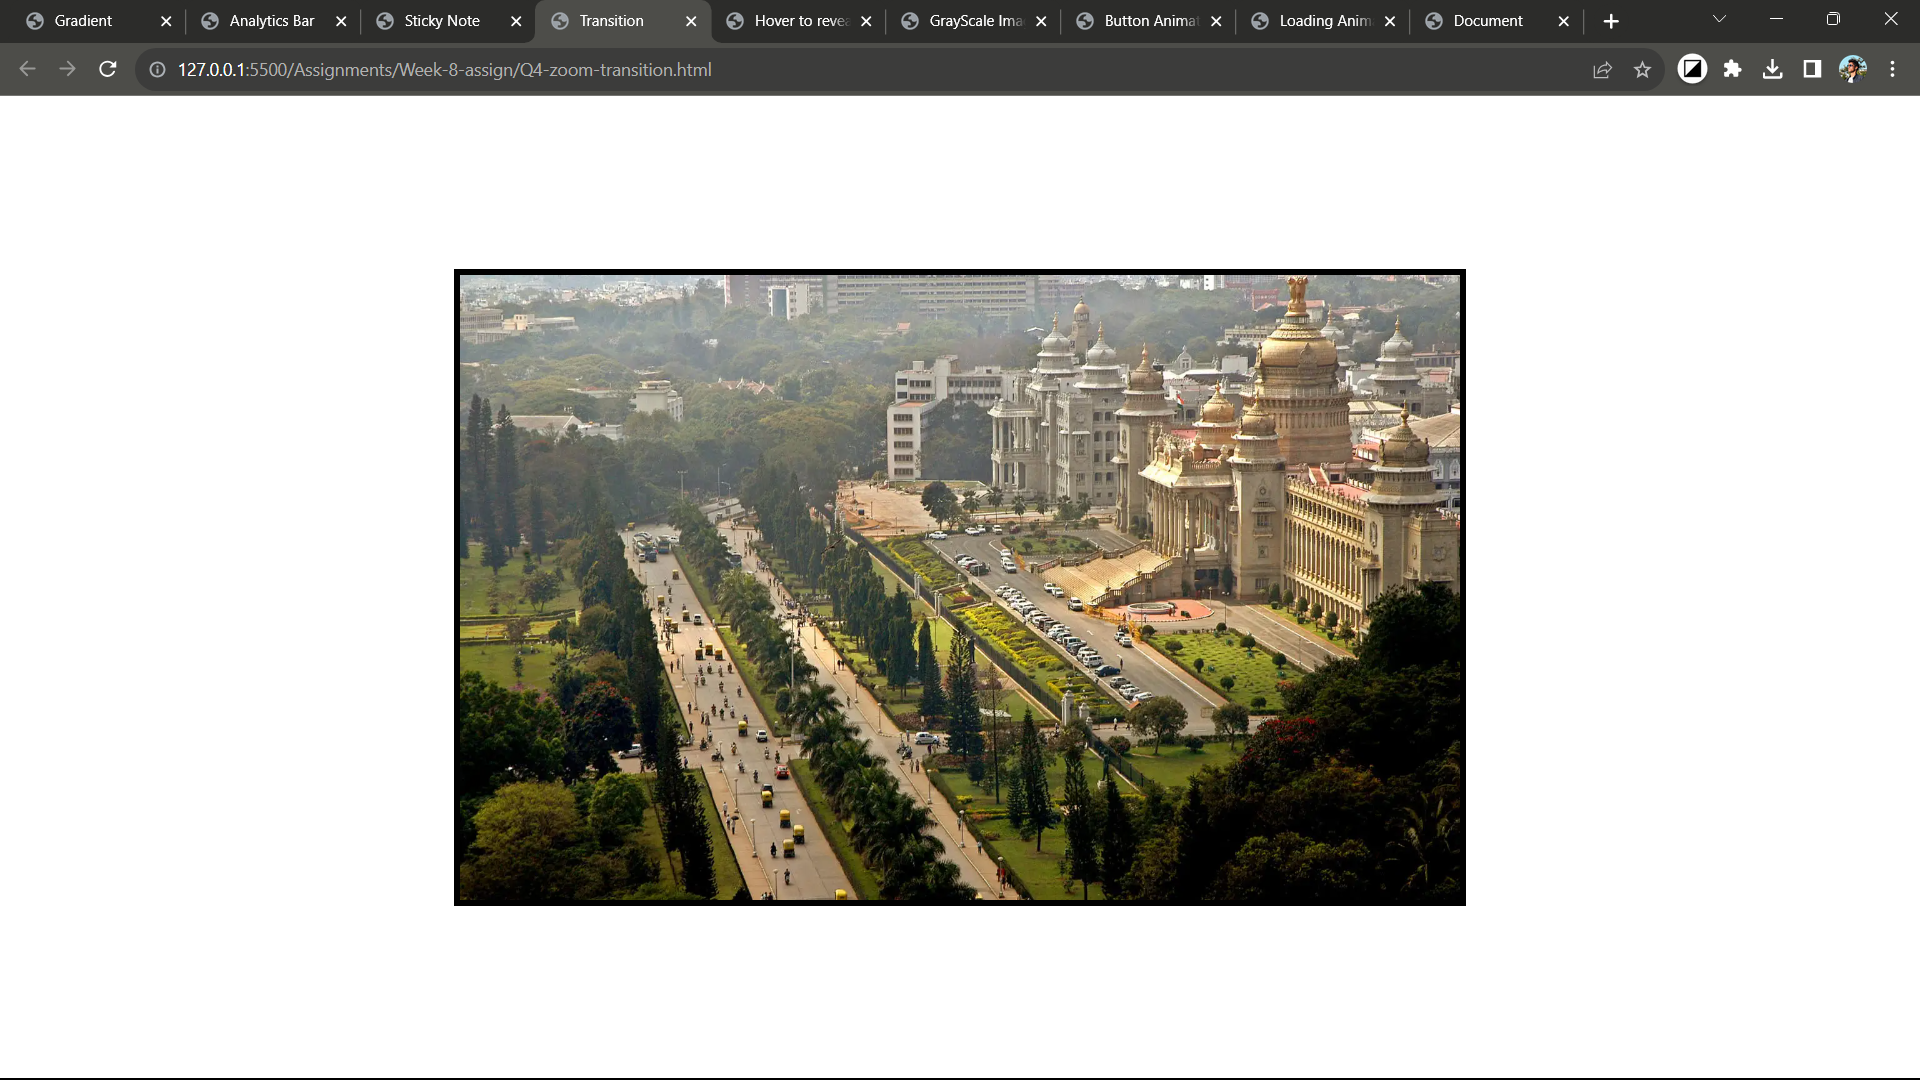 Gradient
Analytics Bar
Sticky Note
Transition
Hover to revea
GrayScale Ima
Button Animat
Loading Anim
Document
127.0.0.1:5500/Assignments/Week-8-assign/Q4-zoom-transition.html